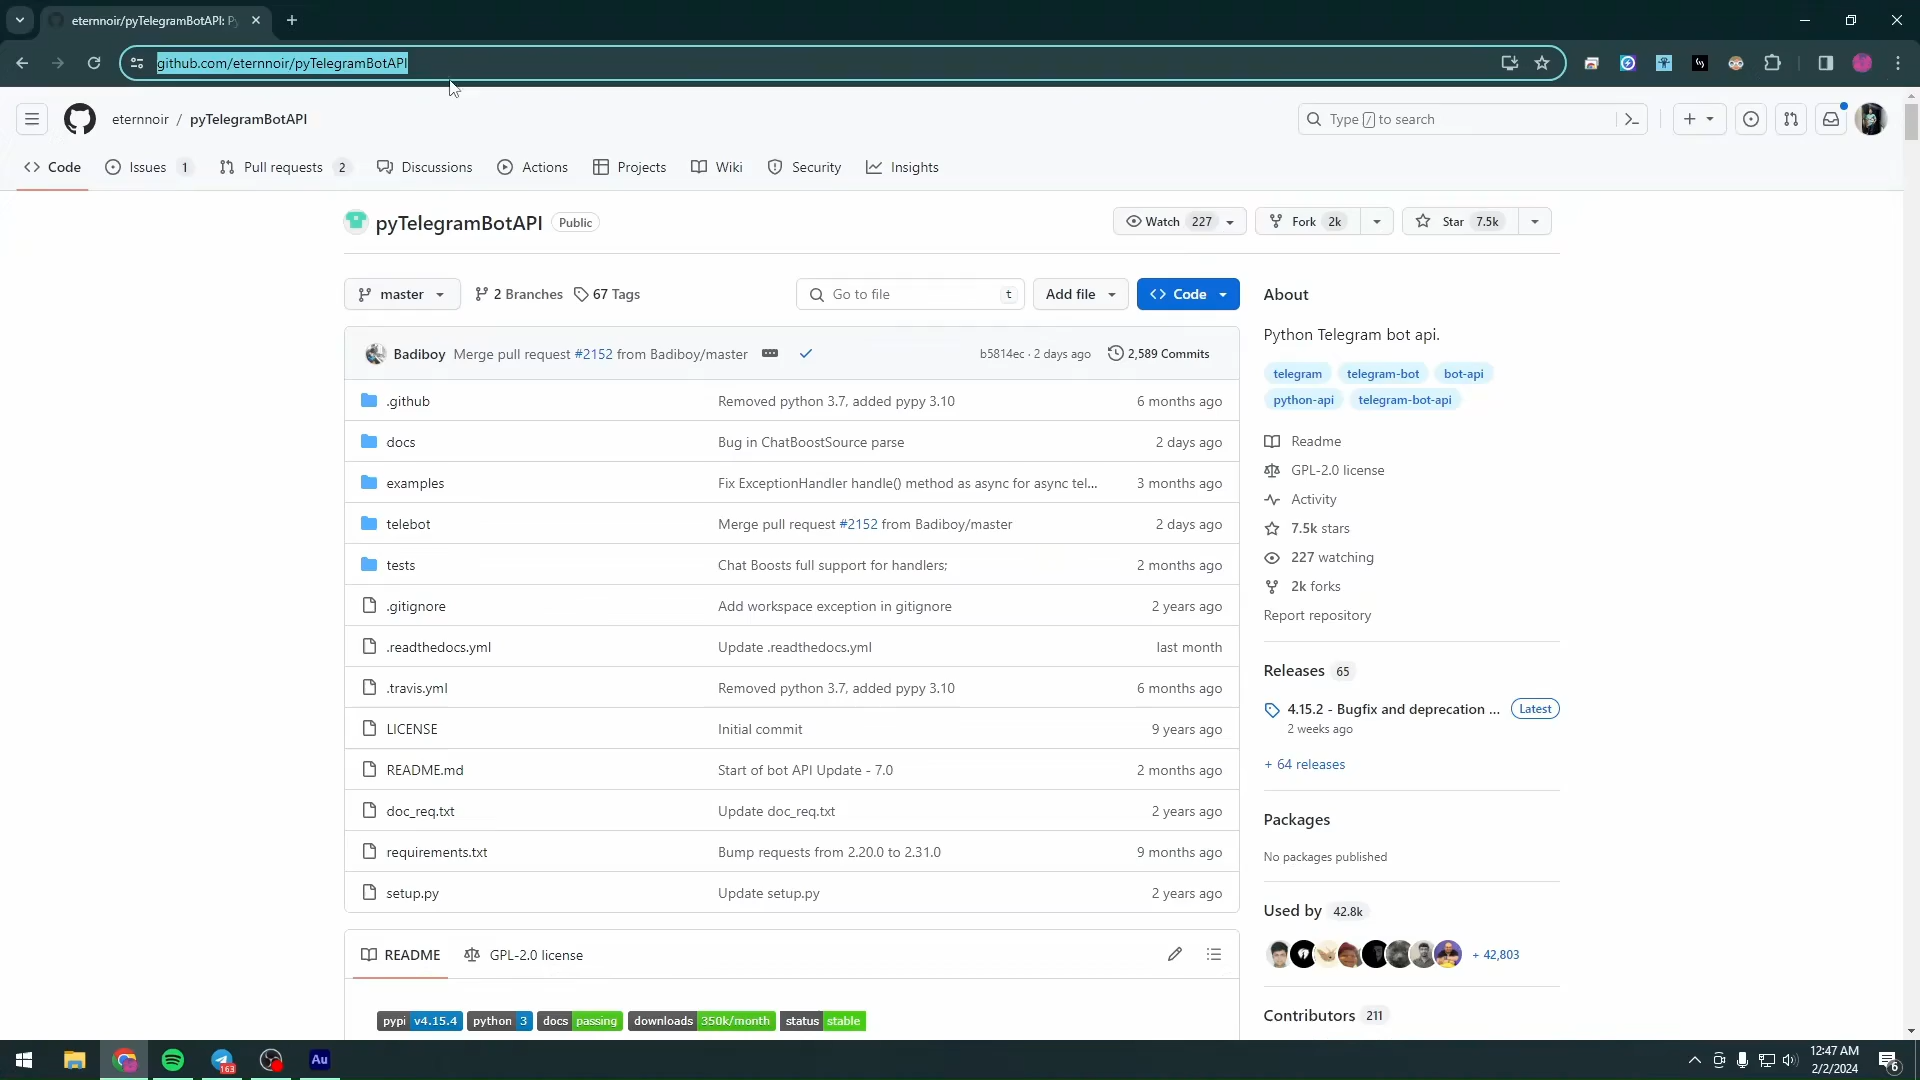 eternnoir/pyTelegramBotAPI: Py
github.com/eternnoir/pyTelegramBotAPI
eternnoir / pyTelegramBotAPI
Type / to search
Code
Issues 1
Pull requests 2
Discussions
Actions
Projects
Wiki
Security
Insights
pyTelegramBotAPI Public
Watch 227
Fork 2k
Star 7.5k
master
2 Branches
67 Tags
Go to file t
Add file
<> Code
Badiboy Merge pull request #2152 from Badiboy/master
b5814ec · 2 days ago
2,589 Commits
.github Removed python 3.7, added pypy 3.10 6 months ago
docs Bug in ChatBoostSource parse 2 days ago
examples Fix ExceptionHandler handle() method as async for async tel... 3 months ago
telebot Merge pull request #2152 from Badiboy/master 2 days ago
tests Chat Boosts full support for handlers; 2 months ago
.gitignore Add workspace exception in gitignore 2 years ago
.readthedocs.yml Update .readthedocs.yml last month
.travis.yml Removed python 3.7, added pypy 3.10 6 months ago
LICENSE Initial commit 9 years ago
README.md Start of bot API Update - 7.0 2 months ago
doc_req.txt Update doc_req.txt 2 years ago
requirements.txt Bump requests from 2.20.0 to 2.31.0 9 months ago
setup.py Update setup.py 2 years ago
README
GPL-2.0 license
pypi v4.15.4 python 3 docs passing downloads 350k/month status stable
About
Python Telegram bot api.
telegram telegram-bot bot-api
python-api telegram-bot-api
Readme
GPL-2.0 license
Activity
7.5k stars
227 watching
2k forks
Report repository
Releases 65
4.15.2 - Bugfix and deprecation ... Latest
2 weeks ago
+ 64 releases
Packages
No packages published
Used by 42.8k
+ 42,803
Contributors 211
163
Au
12:47 AM
2/2/2024
6